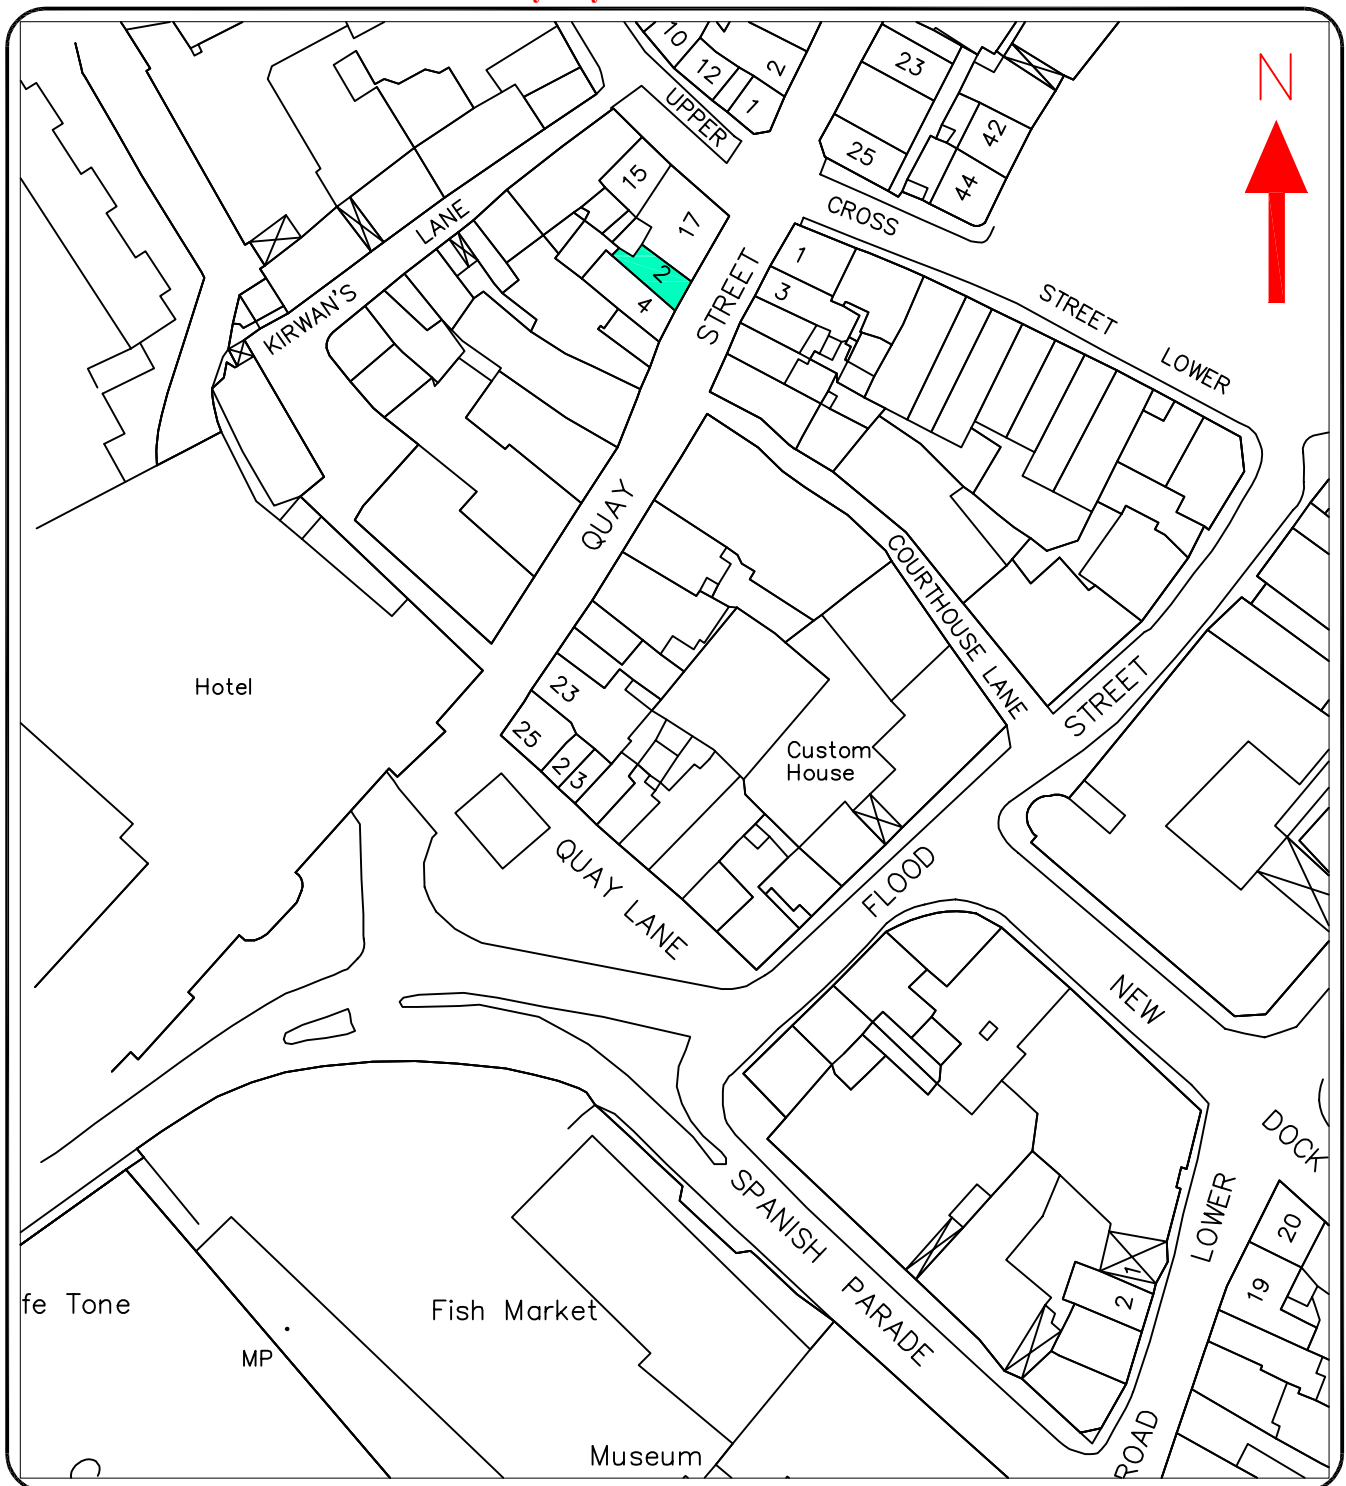 10
12
1
2
UPPER
23
25
42
44
N
CROSS
STREET
LOWER
15
17
2
4
STREET
1
3
KIRWAN'S
LANE
QUAY
COURTHOUSE LANE
STREET
Hotel
23
25
2
3
Custom
House
QUAY LANE
FLOOD
NEW
DOCK
LOWER
20
19
1
2
SPANISH PARADE
ROAD
fe Tone
MP
Fish Market
Museum